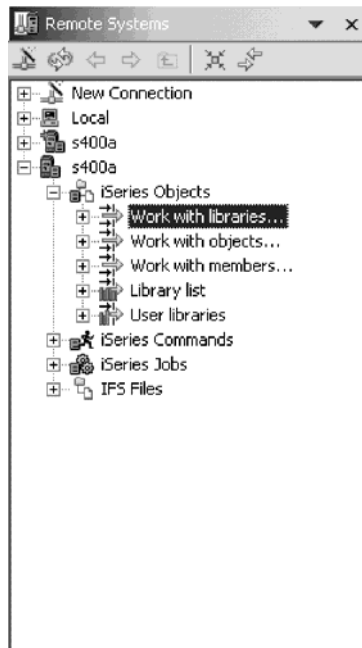 Remote Systems
New Connection
Local
s400a
s400a
iSeries Objects
Work with libraries...
Work with objects...
Work with members...
Library list
User libraries
iSeries Commands
iSeries Jobs
IFS Files